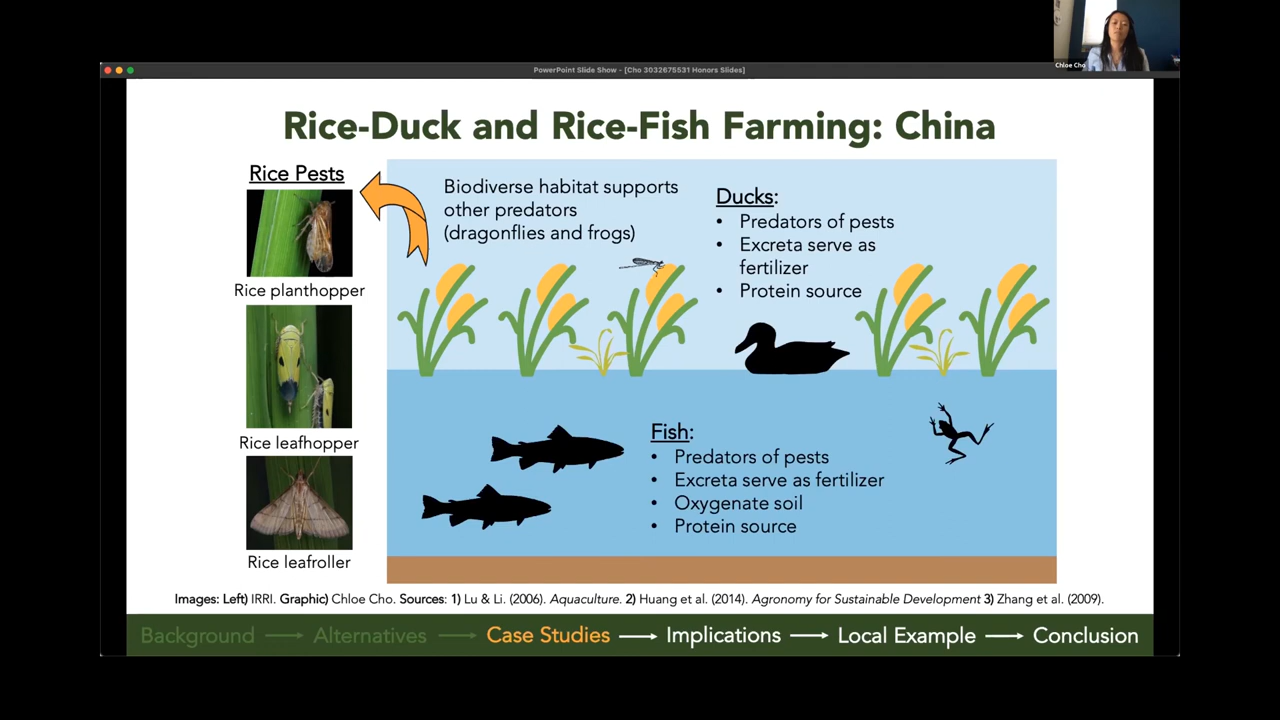 Chloe Cho
PowerPoint Slide Show - [Cho 3032675531 Honors Slides]
Rice-Duck and Rice-Fish Farming: China
Rice Pests
Rice planthopper
Rice leafhopper
Rice leafroller
Biodiverse habitat supports
other predators
(dragonflies and frogs)
Ducks:
• Predators of pests
• Excreta serve as
fertilizer
• Protein source
Fish:
• Predators of pests
• Excreta serve as fertilizer
• Oxygenate soil
• Protein source
Images: Left) IRRI. Graphic) Chloe Cho. Sources: 1) Lu & Li. (2006). Aquaculture. 2) Huang et al. (2014). Agronomy for Sustainable Development 3) Zhang et al. (2009).
Background Alternatives Case Studies Implications Local Example Conclusion